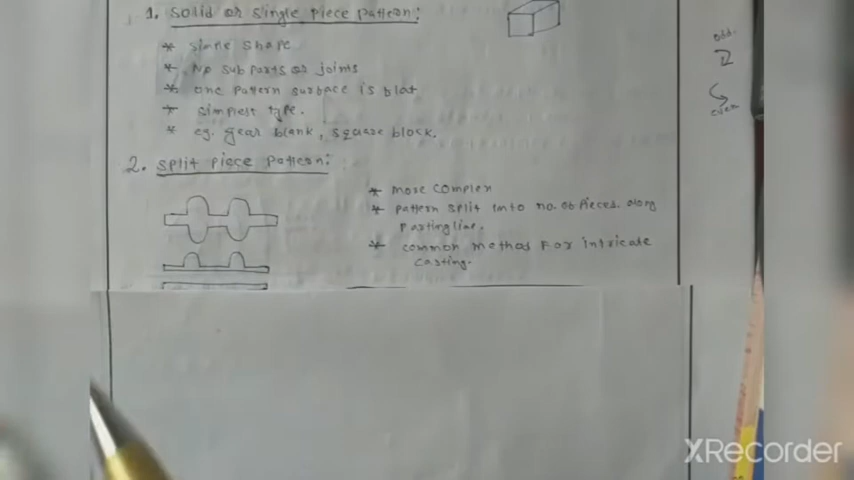 1. Solid or single piece pattern:
* Simple shape
* No sub parts or joints
* one pattern surface is flat
* simplest type.
* eg. gear blank, square block.
2. split piece pattern:
* more complex
* pattern split into no. of pieces. along
parting line.
* common method For intricate
casting.
odd.
even
XRecorder